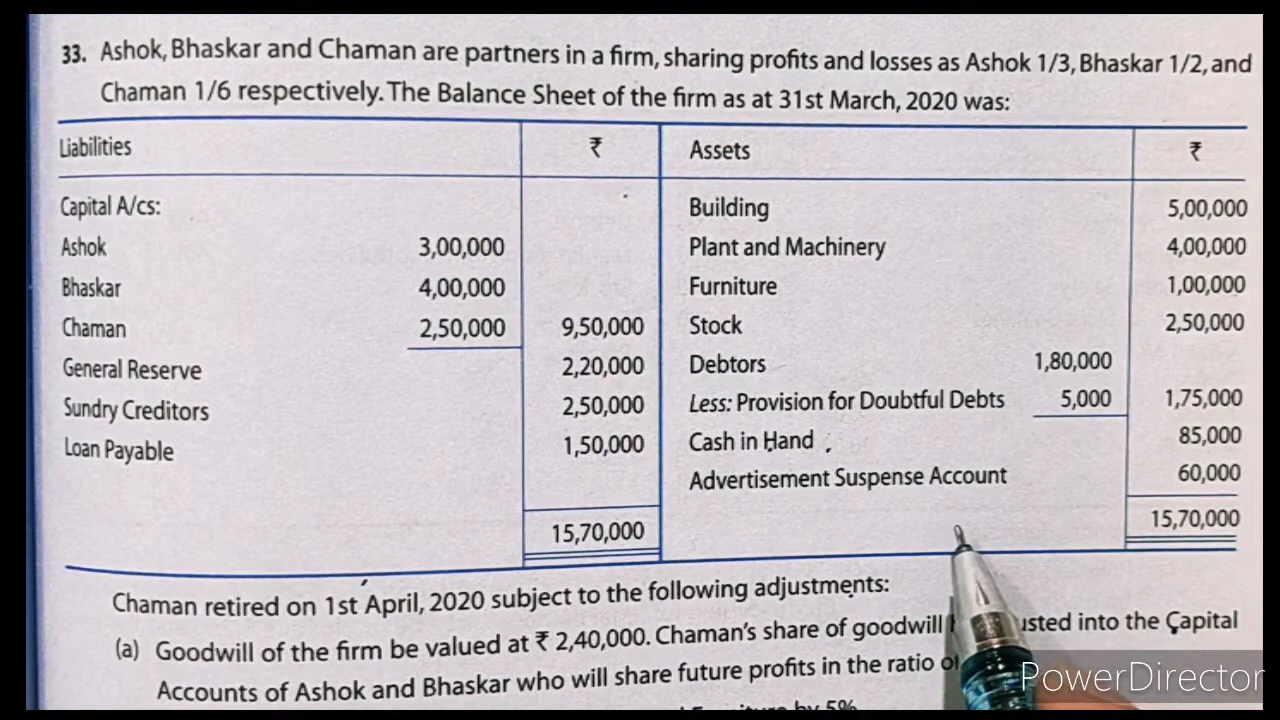 33. Ashok, Bhaskar and Chaman are partners in a firm, sharing profits and losses as Ashok 1/3, Bhaskar 1/2, and
Chaman 1/6 respectively. The Balance Sheet of the firm as at 31st March, 2020 was:
Liabilities ₹ Assets ₹
Capital A/cs: Building 5,00,000
Ashok 3,00,000 Plant and Machinery 4,00,000
Bhaskar 4,00,000 Furniture 1,00,000
Chaman 2,50,000 9,50,000 Stock 2,50,000
General Reserve 2,20,000 Debtors 1,80,000
Sundry Creditors 2,50,000 Less: Provision for Doubtful Debts 5,000 1,75,000
Loan Payable 1,50,000 Cash in Hand 85,000
Advertisement Suspense Account 60,000
15,70,000 15,70,000
Chaman retired on 1st April, 2020 subject to the following adjustments:
(a) Goodwill of the firm be valued at ₹ 2,40,000. Chaman's share of goodwill usted into the Capital
Accounts of Ashok and Bhaskar who will share future profits in the ratio
by 5%
PowerDirector